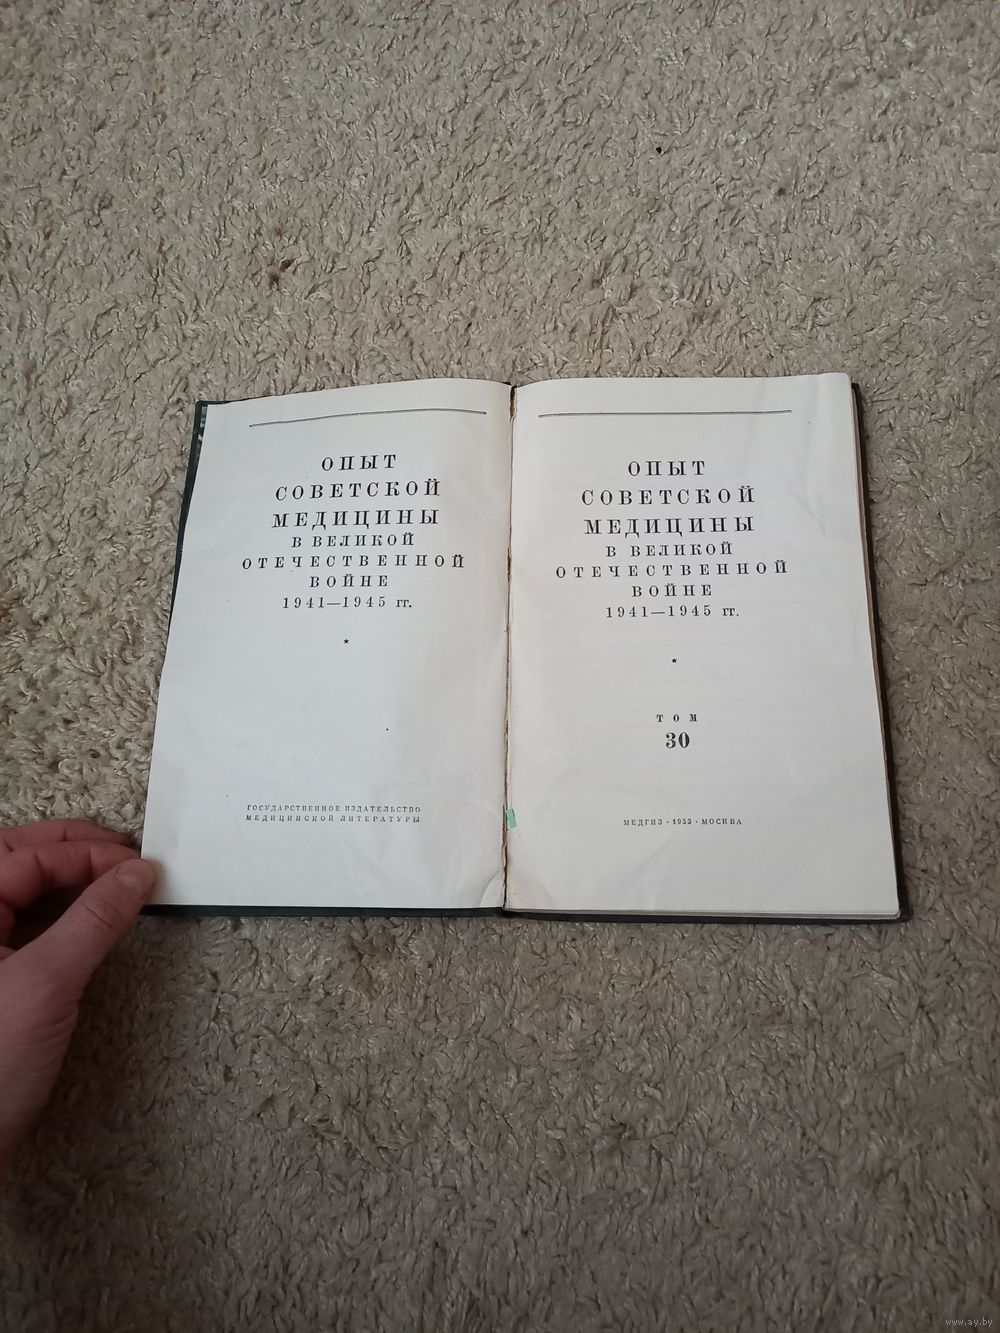 ОПЫТ
СОВЕТСКОЙ
МЕДИЦИНЫ
В ВЕЛИКОЙ
ОТЕЧЕСТВЕННОЙ
ВОЙНЕ
1941—1945 гг.
ГОСУДАРСТВЕННОЕ ИЗДАТЕЛЬСТВО
МЕДИЦИНСКОЙ ЛИТЕРАТУРЫ
ОПЫТ
СОВЕТСКОЙ
МЕДИЦИНЫ
В ВЕЛИКОЙ
ОТЕЧЕСТВЕННОЙ
ВОЙНЕ
1941—1945 гг.
ТОМ
30
МЕДГИЗ · 1953 · МОСКВА
www.ay.by